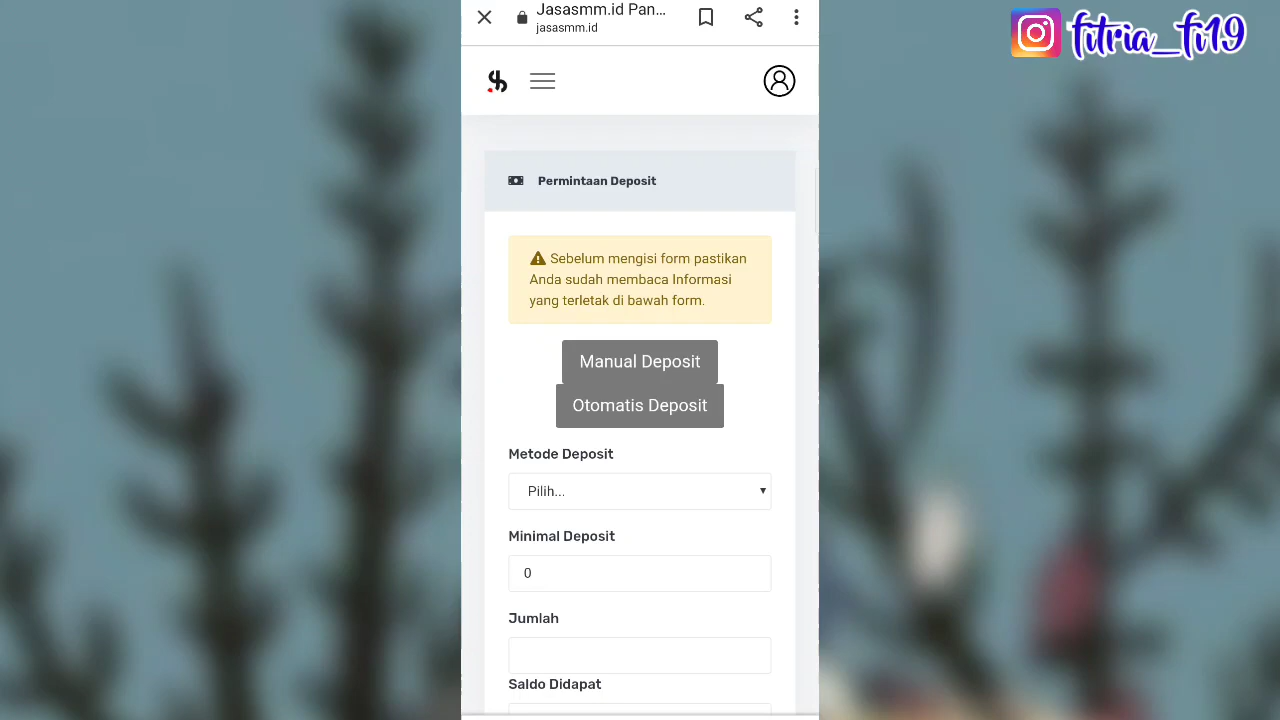 Jasasmm.id Pan...
jasasmm.id
fitria_fi19
Permintaan Deposit
Sebelum mengisi form pastikan
Anda sudah membaca Informasi
yang terletak di bawah form.
Manual Deposit
Otomatis Deposit
Metode Deposit
Pilih...
Minimal Deposit
0
Jumlah
Saldo Didapat